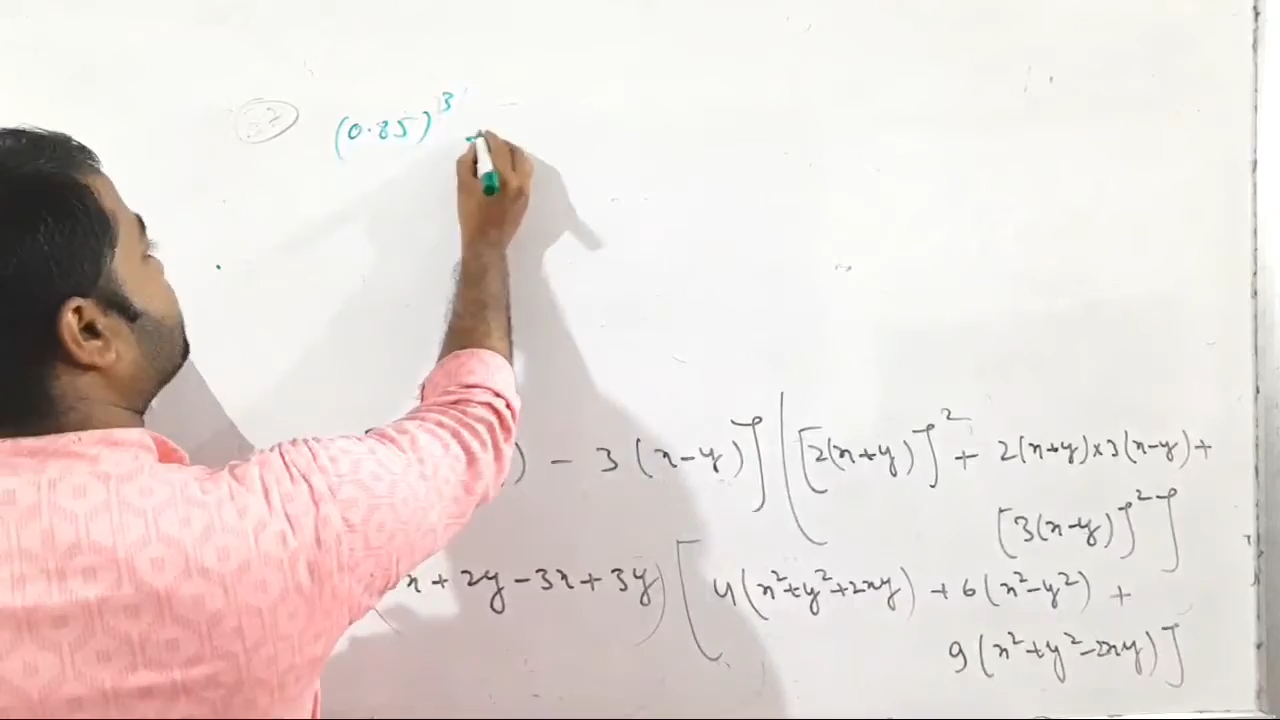 (0.85)³
) - 3(x-y)] ([2(x+y)]² + 2(x+y)×3(x-y)+
[3(x-y)]²]
x + 2y - 3x + 3y) [4(x²+y²+2xy) + 6(x²-y²) +
9(x²+y²-2xy)]